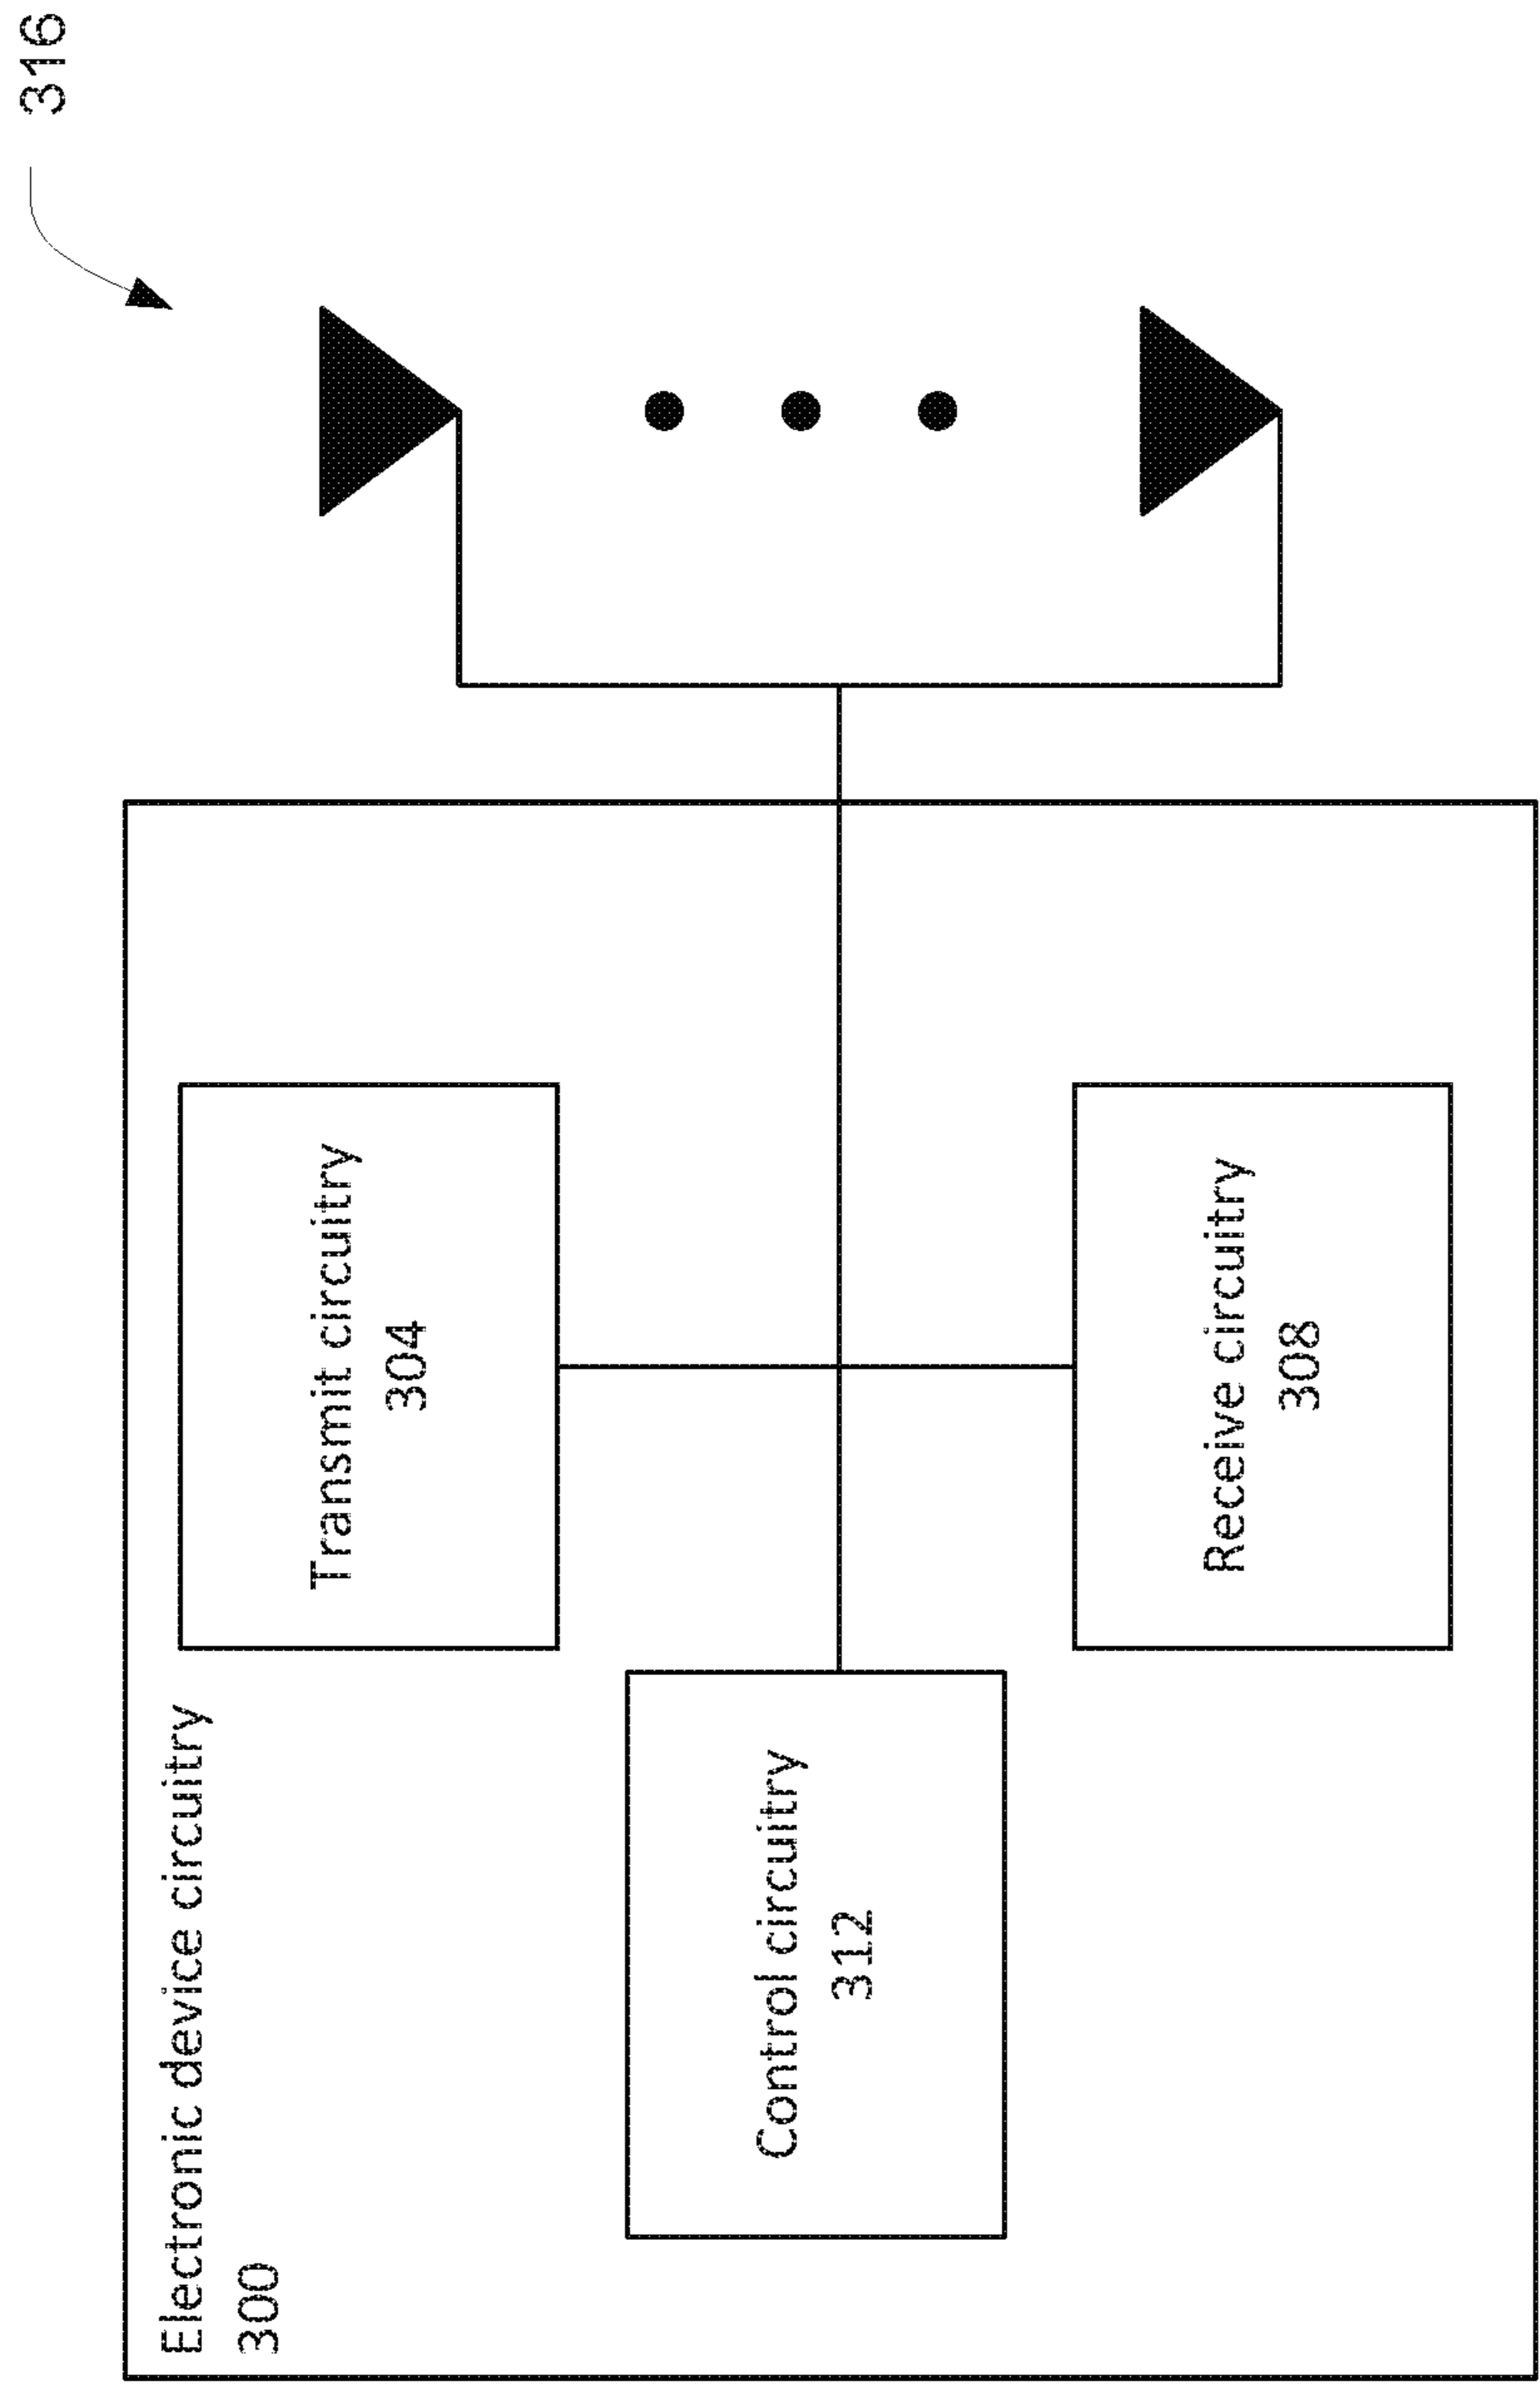 Electronic device circuitry
300
Transmit circuitry
304
Control circuitry
312
Receive circuitry
308
316